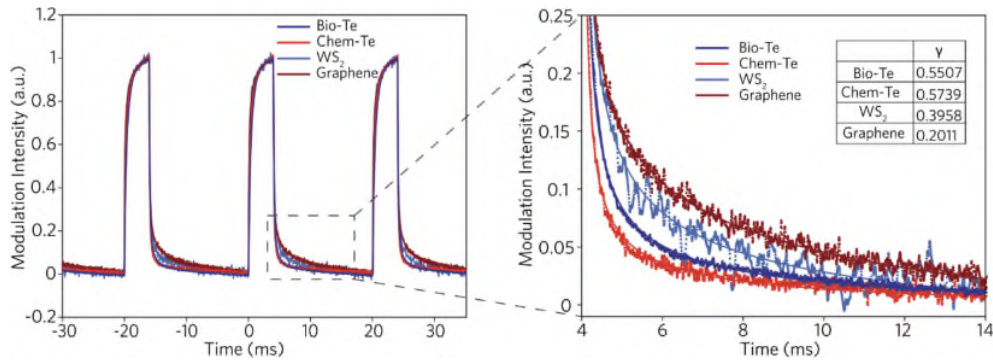 Modulation Intensity (a.u.)
1.2
1
0.8
0.6
0.4
0.2
0
-0.2
Bio-Te
Chem-Te
WS₂
Graphene
-30 -20 -10 0 10 20 30
Time (ms)
Modulation Intensity (a.u.)
0.25
0.2
0.15
0.1
0.05
0
Bio-Te
Chem-Te
WS₂
Graphene
γ
Bio-Te 0.5507
Chem-Te 0.5739
WS₂ 0.3958
Graphene 0.2011
4 6 8 10 12 14
Time (ms)